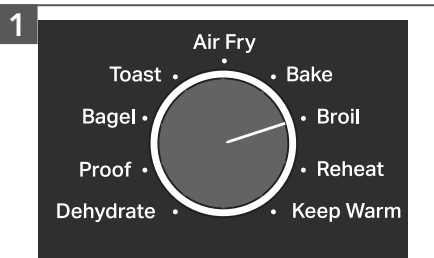 1
Air Fry
Toast Bake
Bagel Broil
Proof Reheat
Dehydrate Keep Warm